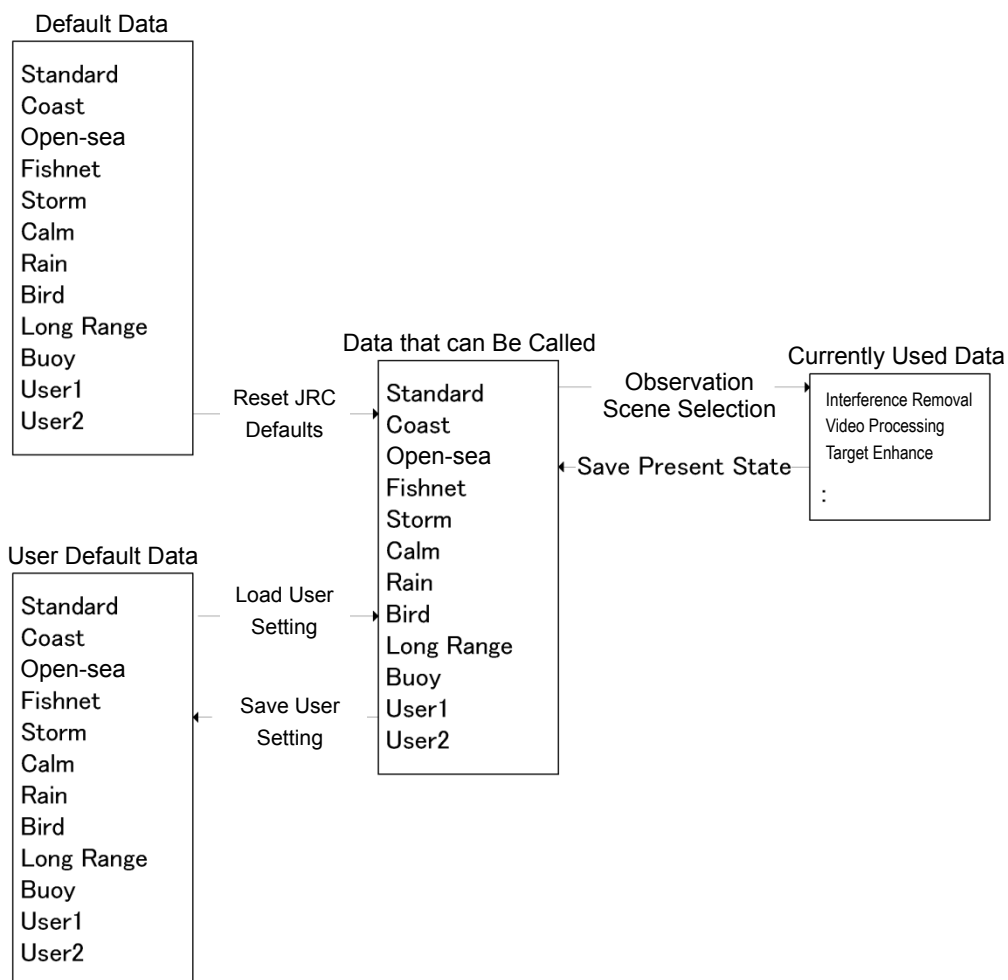 Default Data
Standard
Coast
Open-sea
Fishnet
Storm
Calm
Rain
Bird
Long Range
Buoy
User1
User2
Reset JRC
Defaults
User Default Data
Standard
Coast
Open-sea
Fishnet
Storm
Calm
Rain
Bird
Long Range
Buoy
User1
User2
Load User
Setting
Save User
Setting
Data that can Be Called
Standard
Coast
Open-sea
Fishnet
Storm
Calm
Rain
Bird
Long Range
Buoy
User1
User2
Observation
Scene Selection
Save Present State
Currently Used Data
Interference Removal
Video Processing
Target Enhance
: